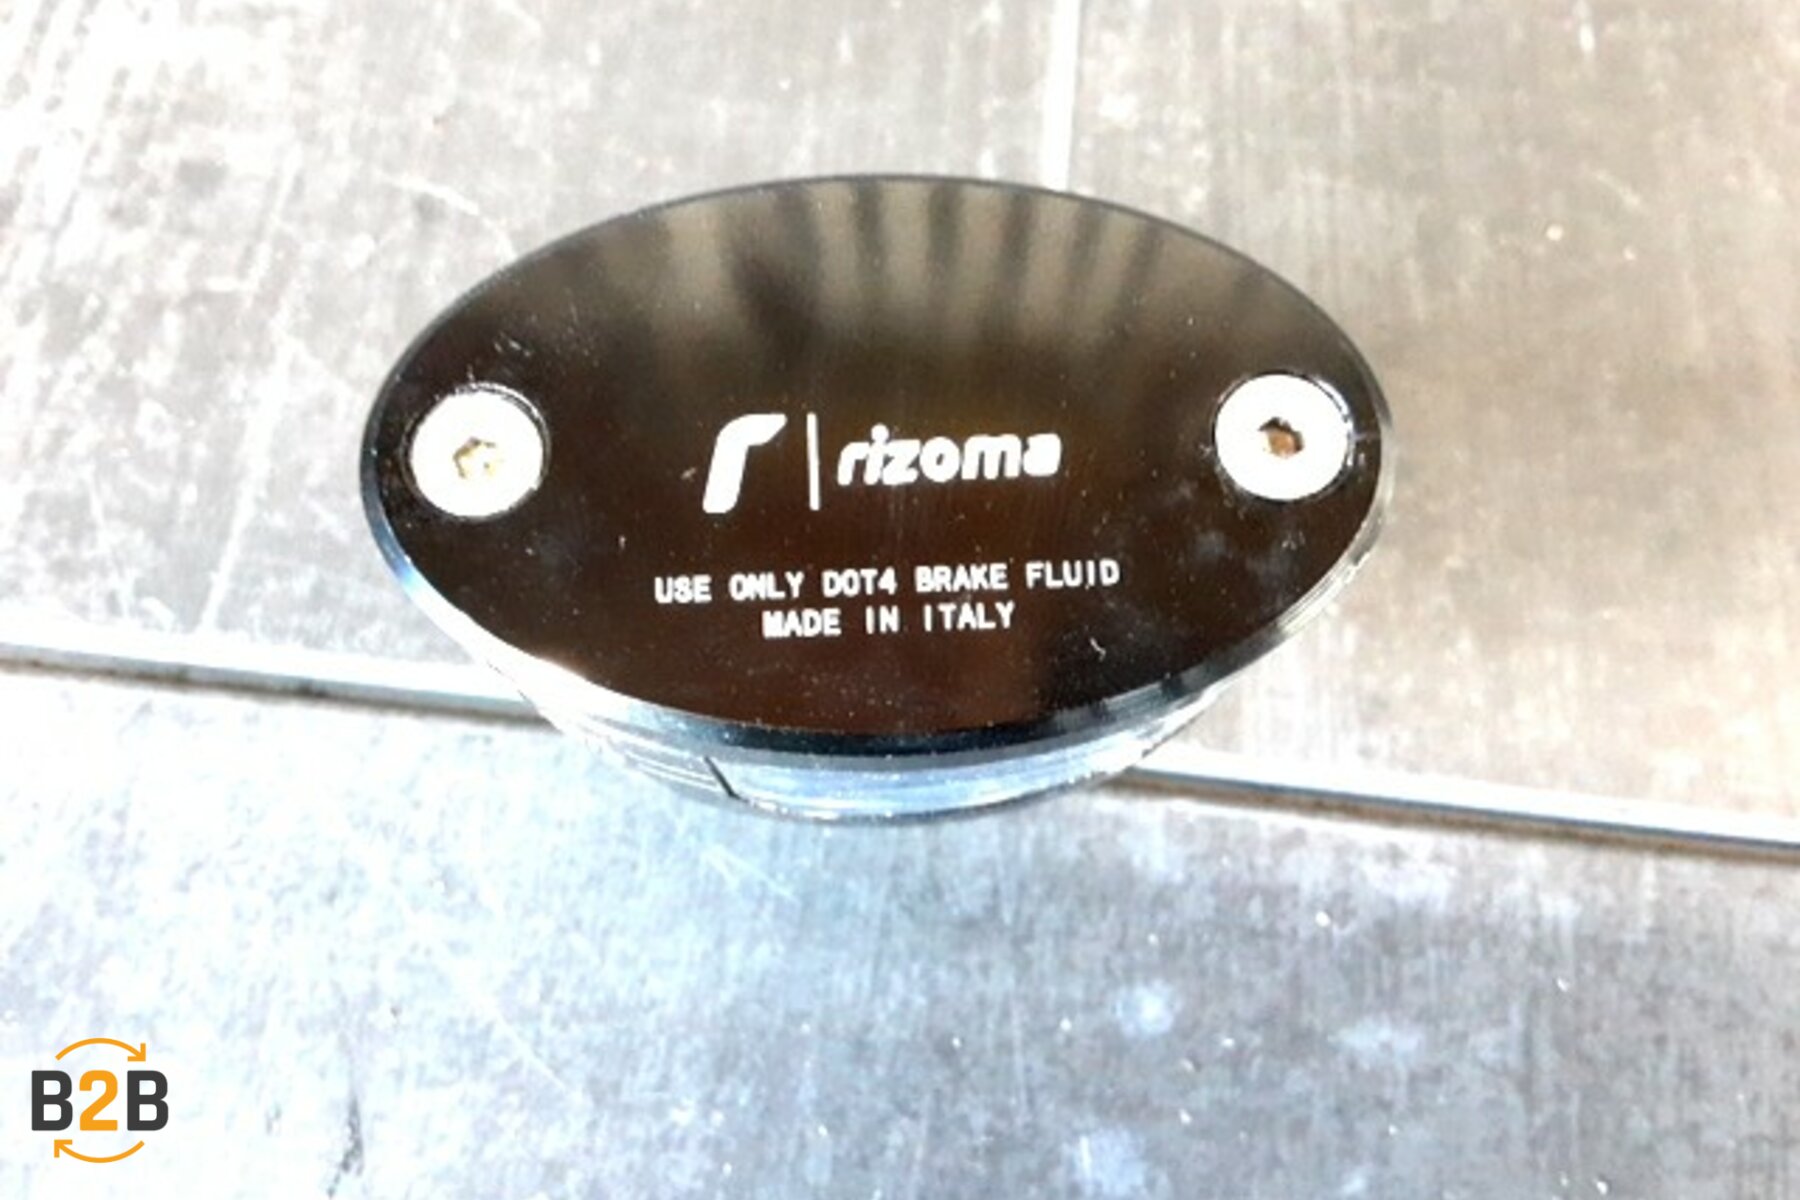 r | rizoma
USE ONLY DOT4 BRAKE FLUID
MADE IN ITALY
B2B